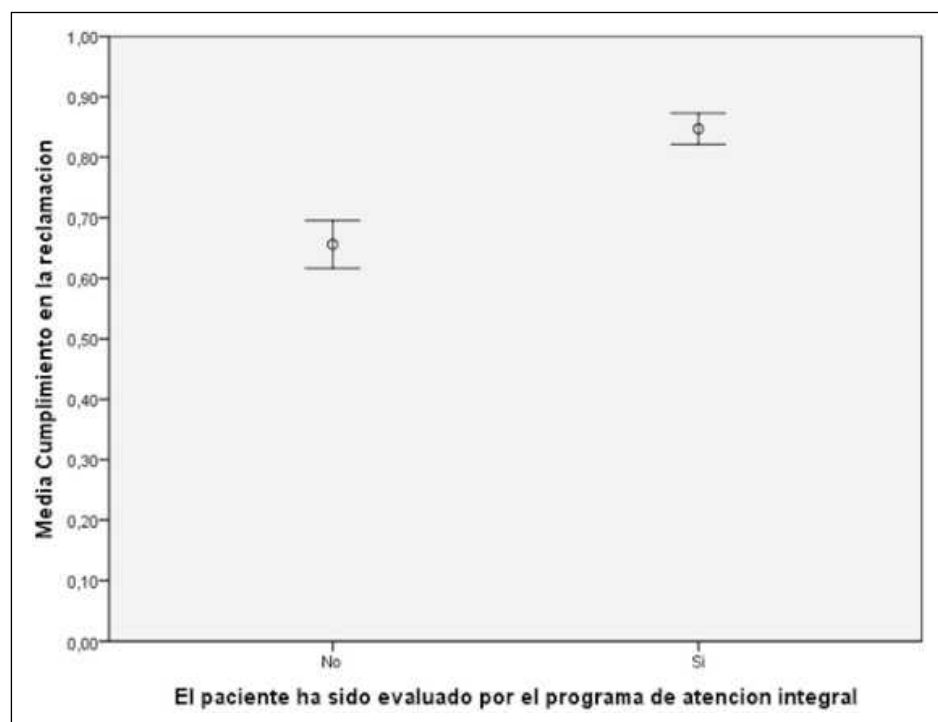 1,00
0,90
0,80
0,70
0,60
0,50
0,40
0,30
0,20
0,10
0,00
Media Cumplimiento en la reclamacion
No
Si
El paciente ha sido evaluado por el programa de atencion integral